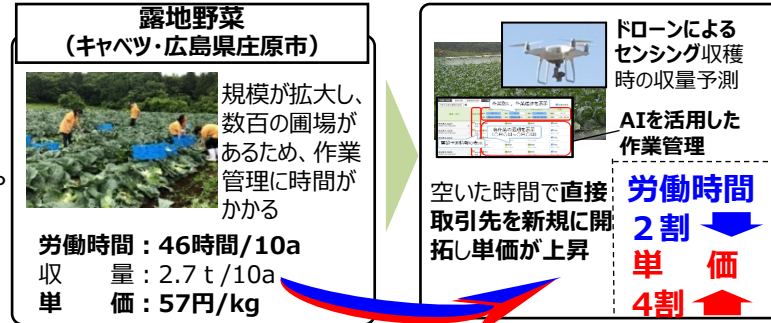 露地野菜
（キャベツ・広島県庄原市）
規模が拡大し、
数百の圃場が
あるため、作業
管理に時間が
かかる
労働時間：46時間/10a
収　　量：2.7ｔ/10a
単　　価：57円/kg
ドローンによる
センシング収穫
時の収量予測
AIを活用した
作業管理
空いた時間で直接
取引先を新規に開
拓し単価が上昇
労働時間
２割
単　価
4割